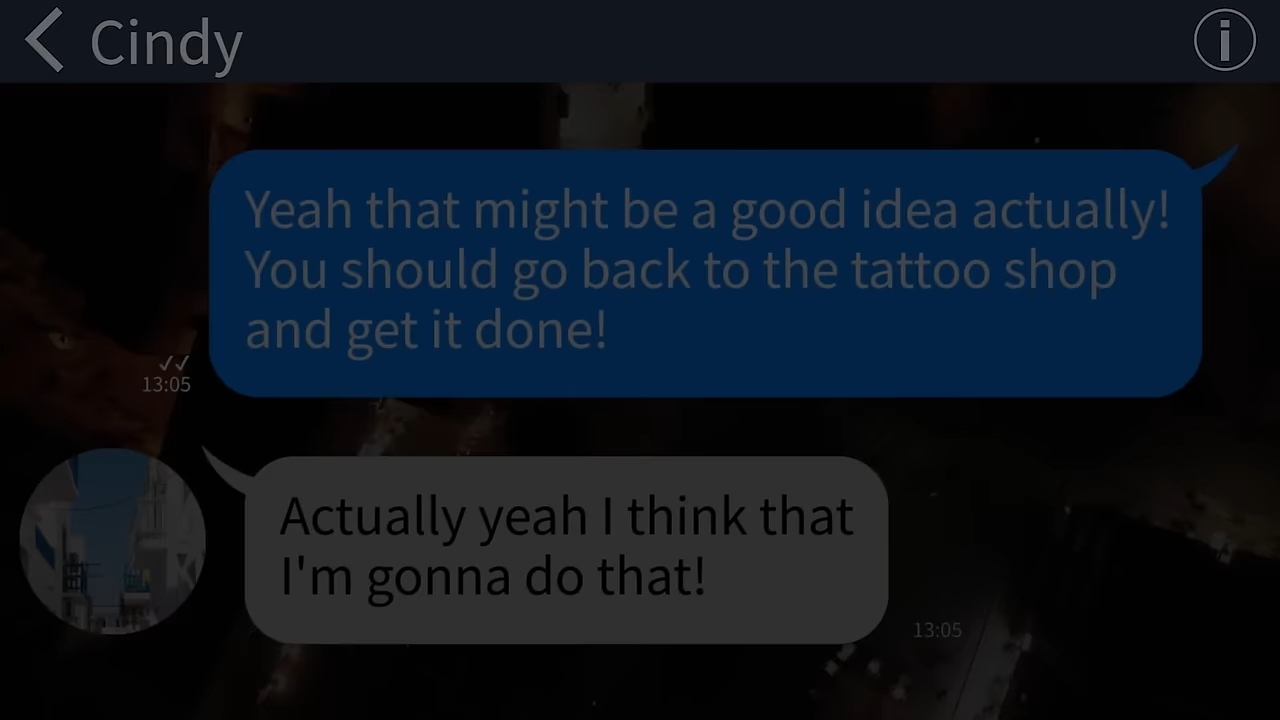 Cindy
Yeah that might be a good idea actually!
You should go back to the tattoo shop
and get it done!
13:05
Actually yeah I think that
I'm gonna do that!
13:05